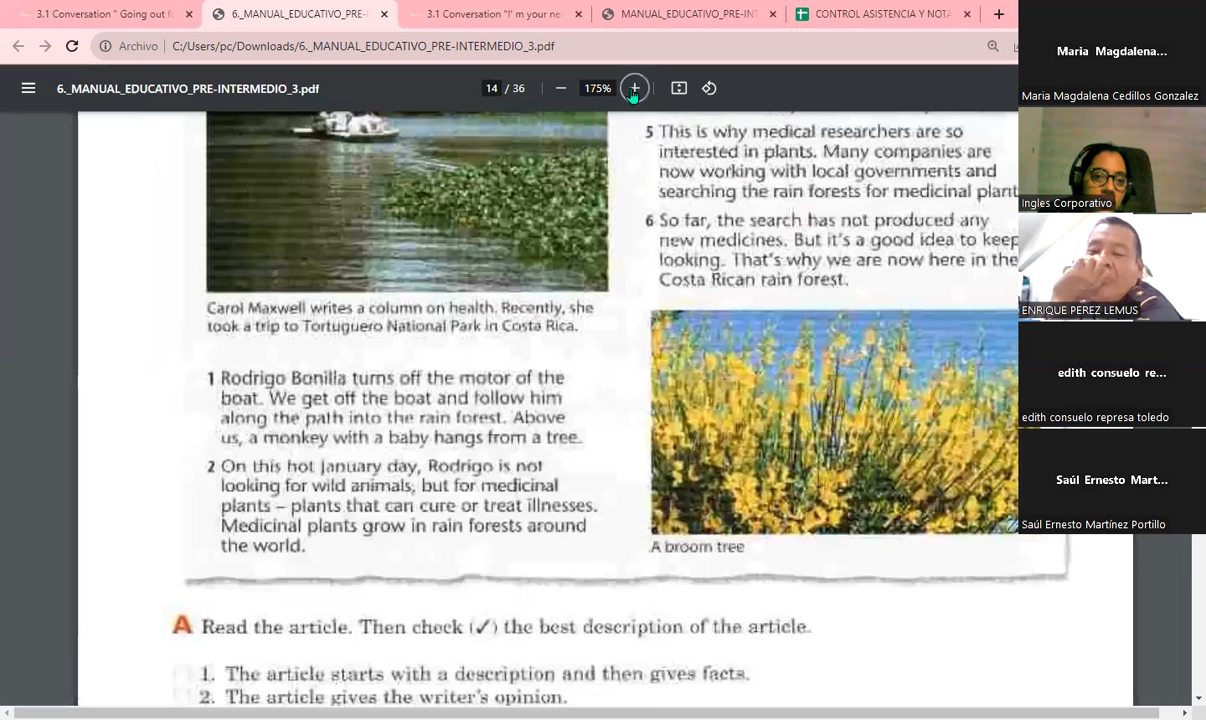 3.1 Conversation " Going out f
6._MANUAL_EDUCATIVO_PRE-
3.1 Conversation "I' m your ne
MANUAL_EDUCATIVO_PRE-INT
CONTROL ASISTENCIA Y NOTA
Archivo
C:/Users/pc/Downloads/6._MANUAL_EDUCATIVO_PRE-INTERMEDIO_3.pdf
6._MANUAL_EDUCATIVO_PRE-INTERMEDIO_3.pdf
14 / 36
175%
Carol Maxwell writes a column on health. Recently, she
took a trip to Tortuguero National Park in Costa Rica.
1 Rodrigo Bonilla turns off the motor of the
boat. We get off the boat and follow him
along the path into the rain forest. Above
us, a monkey with a baby hangs from a tree.
2 On this hot January day, Rodrigo is not
looking for wild animals, but for medicinal
plants – plants that can cure or treat illnesses.
Medicinal plants grow in rain forests around
the world.
5 This is why medical researchers are so
interested in plants. Many companies are
now working with local governments and
searching the rain forests for medicinal plant
6 So far, the search has not produced any
new medicines. But it's a good idea to keep
looking. That's why we are now here in the
Costa Rican rain forest.
A broom tree
A Read the article. Then check (✓) the best description of the article.
1. The article starts with a description and then gives facts.
2. The article gives the writer's opinion.
Maria Magdalena...
Maria Magdalena Cedillos Gonzalez
Ingles Corporativo
ENRIQUE PEREZ LEMUS
edith consuelo re...
edith consuelo represa toledo
Saúl Ernesto Mart...
Saúl Ernesto Martínez Portillo